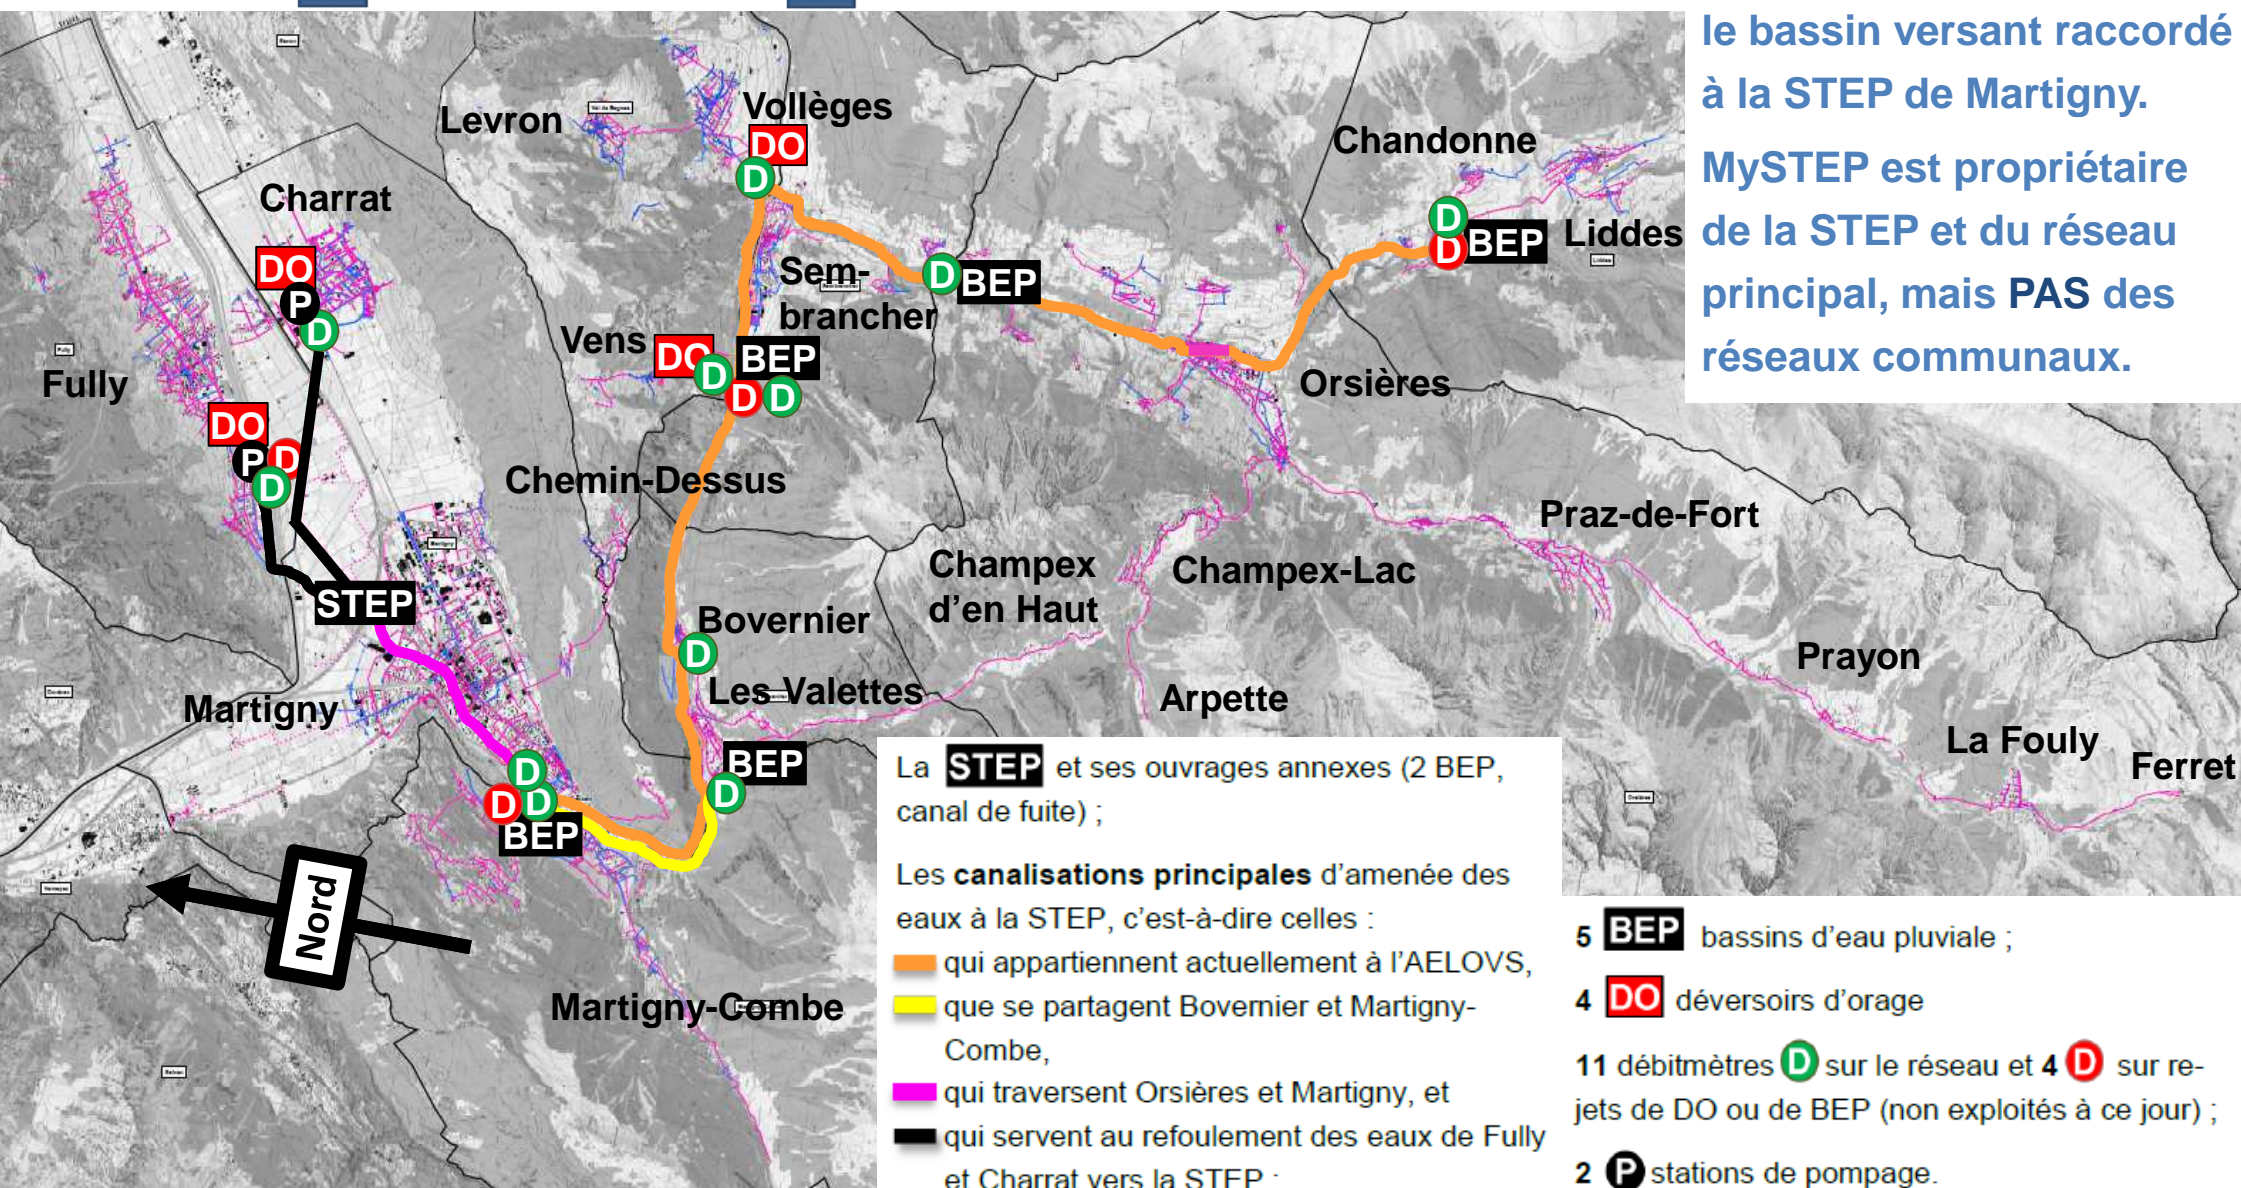 le bassin versant raccordé
à la STEP de Martigny.
MySTEP est propriétaire
de la STEP et du réseau
principal, mais PAS des
réseaux communaux.
Levron
Vollèges
DO
D
Chandonne
D
D
BEP
Liddes
Charrat
DO
P
D
Sem-
brancher
D
BEP
Vens
DO
D
BEP
D
D
Fully
DO
P
D
D
Orsières
Chemin-Dessus
Praz-de-Fort
Champex
d'en Haut
Champex-Lac
STEP
Bovernier
D
Les Valettes
Arpette
Prayon
Martigny
La Fouly
Ferret
D
D
D
BEP
BEP
D
Nord
Martigny-Combe
La STEP et ses ouvrages annexes (2 BEP,
canal de fuite) ;
Les canalisations principales d'amenée des
eaux à la STEP, c'est-à-dire celles :
qui appartiennent actuellement à l'AELOVS,
que se partagent Bovernier et Martigny-
Combe,
qui traversent Orsières et Martigny, et
qui servent au refoulement des eaux de Fully
et Charrat vers la STEP ;
5 BEP bassins d'eau pluviale ;
4 DO déversoirs d'orage
11 débitmètres D sur le réseau et 4 D sur re-
jets de DO ou de BEP (non exploités à ce jour) ;
2 P stations de pompage.